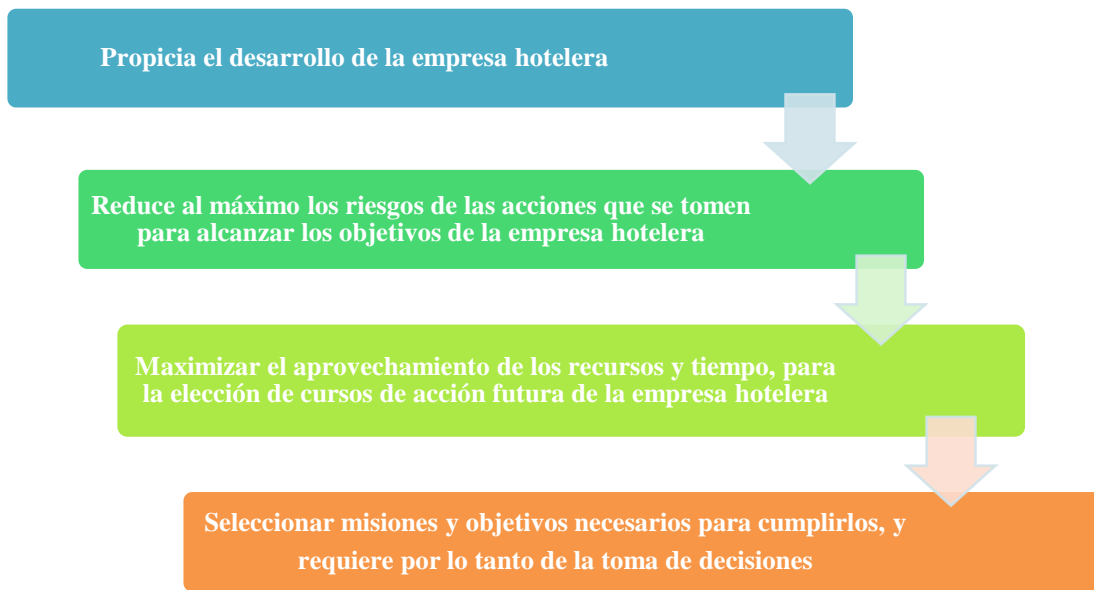 Propicia el desarrollo de la empresa hotelera
Reduce al máximo los riesgos de las acciones que se tomen
para alcanzar los objetivos de la empresa hotelera
Maximizar el aprovechamiento de los recursos y tiempo, para
la elección de cursos de acción futura de la empresa hotelera
Seleccionar misiones y objetivos necesarios para cumplirlos, y
requiere por lo tanto de la toma de decisiones